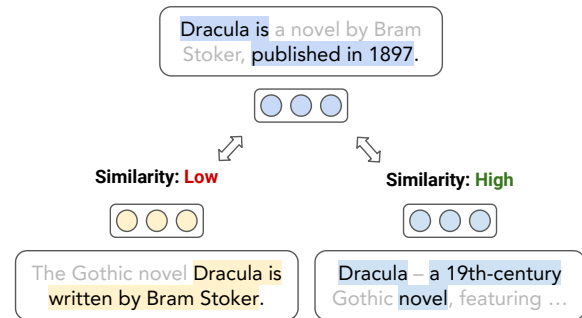 Dracula is a novel by Bram
Stoker, published in 1897.
Similarity: Low
Similarity: High
The Gothic novel Dracula is
written by Bram Stoker.
Dracula – a 19th-century
Gothic novel, featuring ...